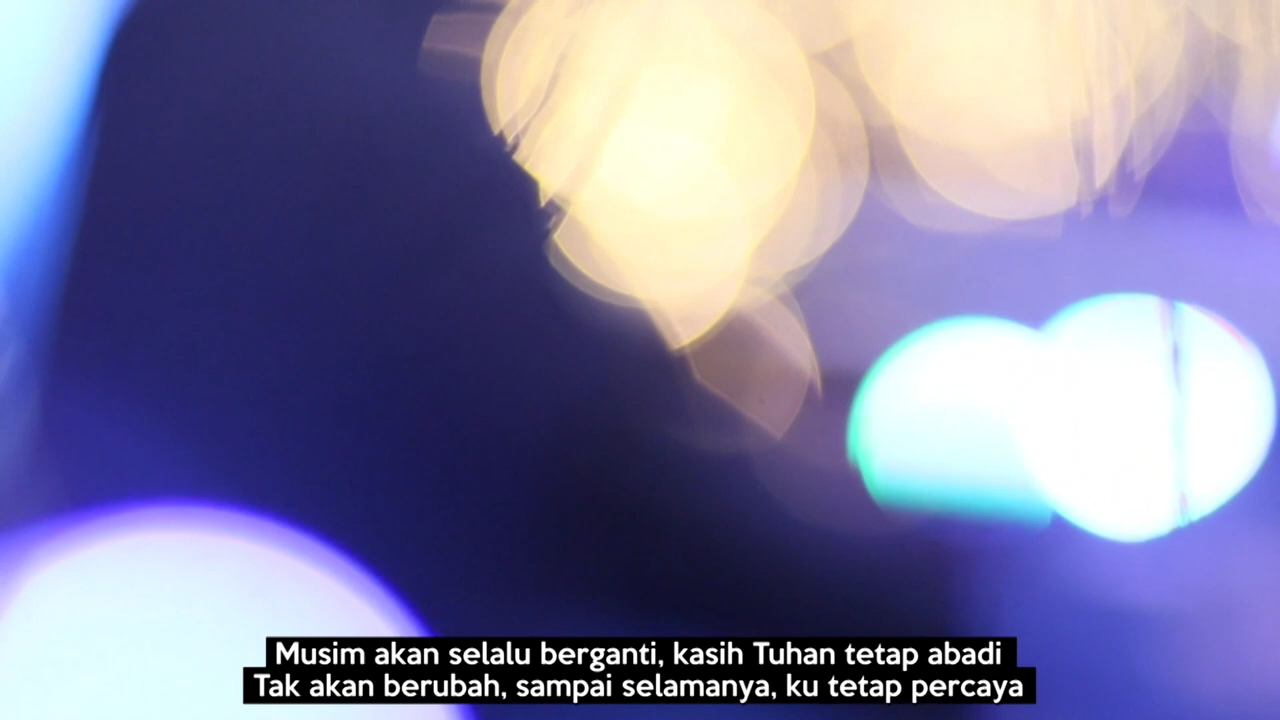 Musim akan selalu berganti, kasih Tuhan tetap abadi
Tak akan berubah, sampai selamanya, ku tetap percaya